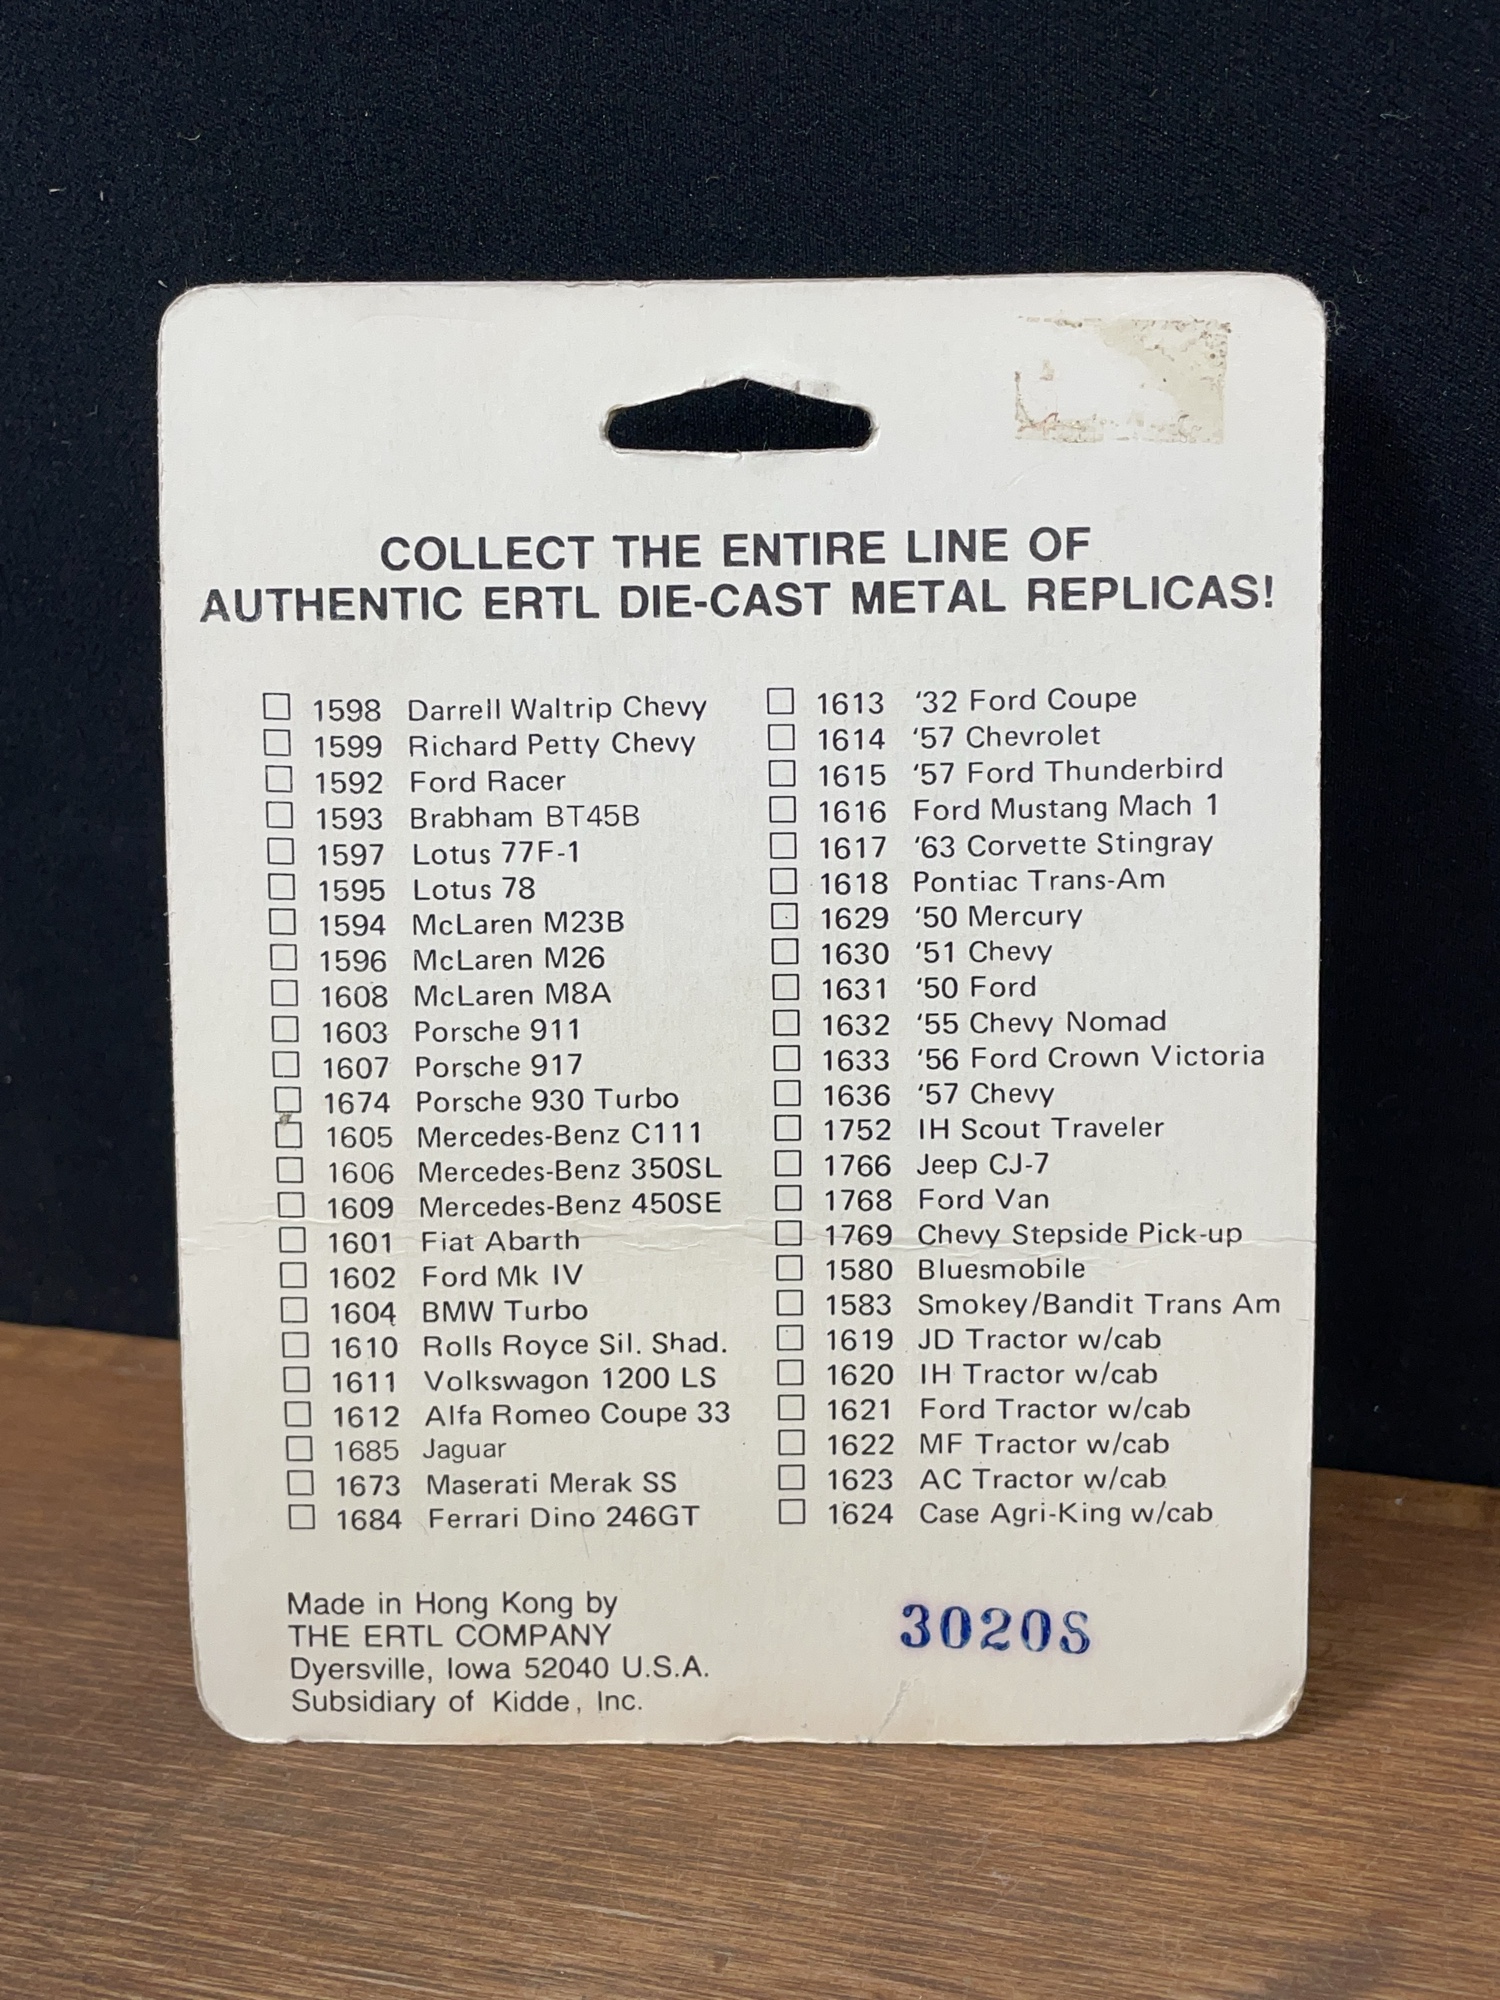 COLLECT THE ENTIRE LINE OF
AUTHENTIC ERTL DIE-CAST METAL REPLICAS!
1598 Darrell Waltrip Chevy
1599 Richard Petty Chevy
1592 Ford Racer
1593 Brabham BT45B
1597 Lotus 77F-1
1595 Lotus 78
1594 McLaren M23B
1596 McLaren M26
1608 McLaren M8A
1603 Porsche 911
1607 Porsche 917
1674 Porsche 930 Turbo
1605 Mercedes-Benz C111
1606 Mercedes-Benz 350SL
1609 Mercedes-Benz 450SE
1601 Fiat Abarth
1602 Ford Mk IV
1604 BMW Turbo
1610 Rolls Royce Sil. Shad.
1611 Volkswagon 1200 LS
1612 Alfa Romeo Coupe 33
1685 Jaguar
1673 Maserati Merak SS
1684 Ferrari Dino 246GT
1613 '32 Ford Coupe
1614 '57 Chevrolet
1615 '57 Ford Thunderbird
1616 Ford Mustang Mach 1
1617 '63 Corvette Stingray
1618 Pontiac Trans-Am
1629 '50 Mercury
1630 '51 Chevy
1631 '50 Ford
1632 '55 Chevy Nomad
1633 '56 Ford Crown Victoria
1636 '57 Chevy
1752 IH Scout Traveler
1766 Jeep CJ-7
1768 Ford Van
1769 Chevy Stepside Pick-up
1580 Bluesmobile
1583 Smokey/Bandit Trans Am
1619 JD Tractor w/cab
1620 IH Tractor w/cab
1621 Ford Tractor w/cab
1622 MF Tractor w/cab
1623 AC Tractor w/cab
1624 Case Agri-King w/cab
Made in Hong Kong by
THE ERTL COMPANY
Dyersville, Iowa 52040 U.S.A.
Subsidiary of Kidde, Inc.
3020S